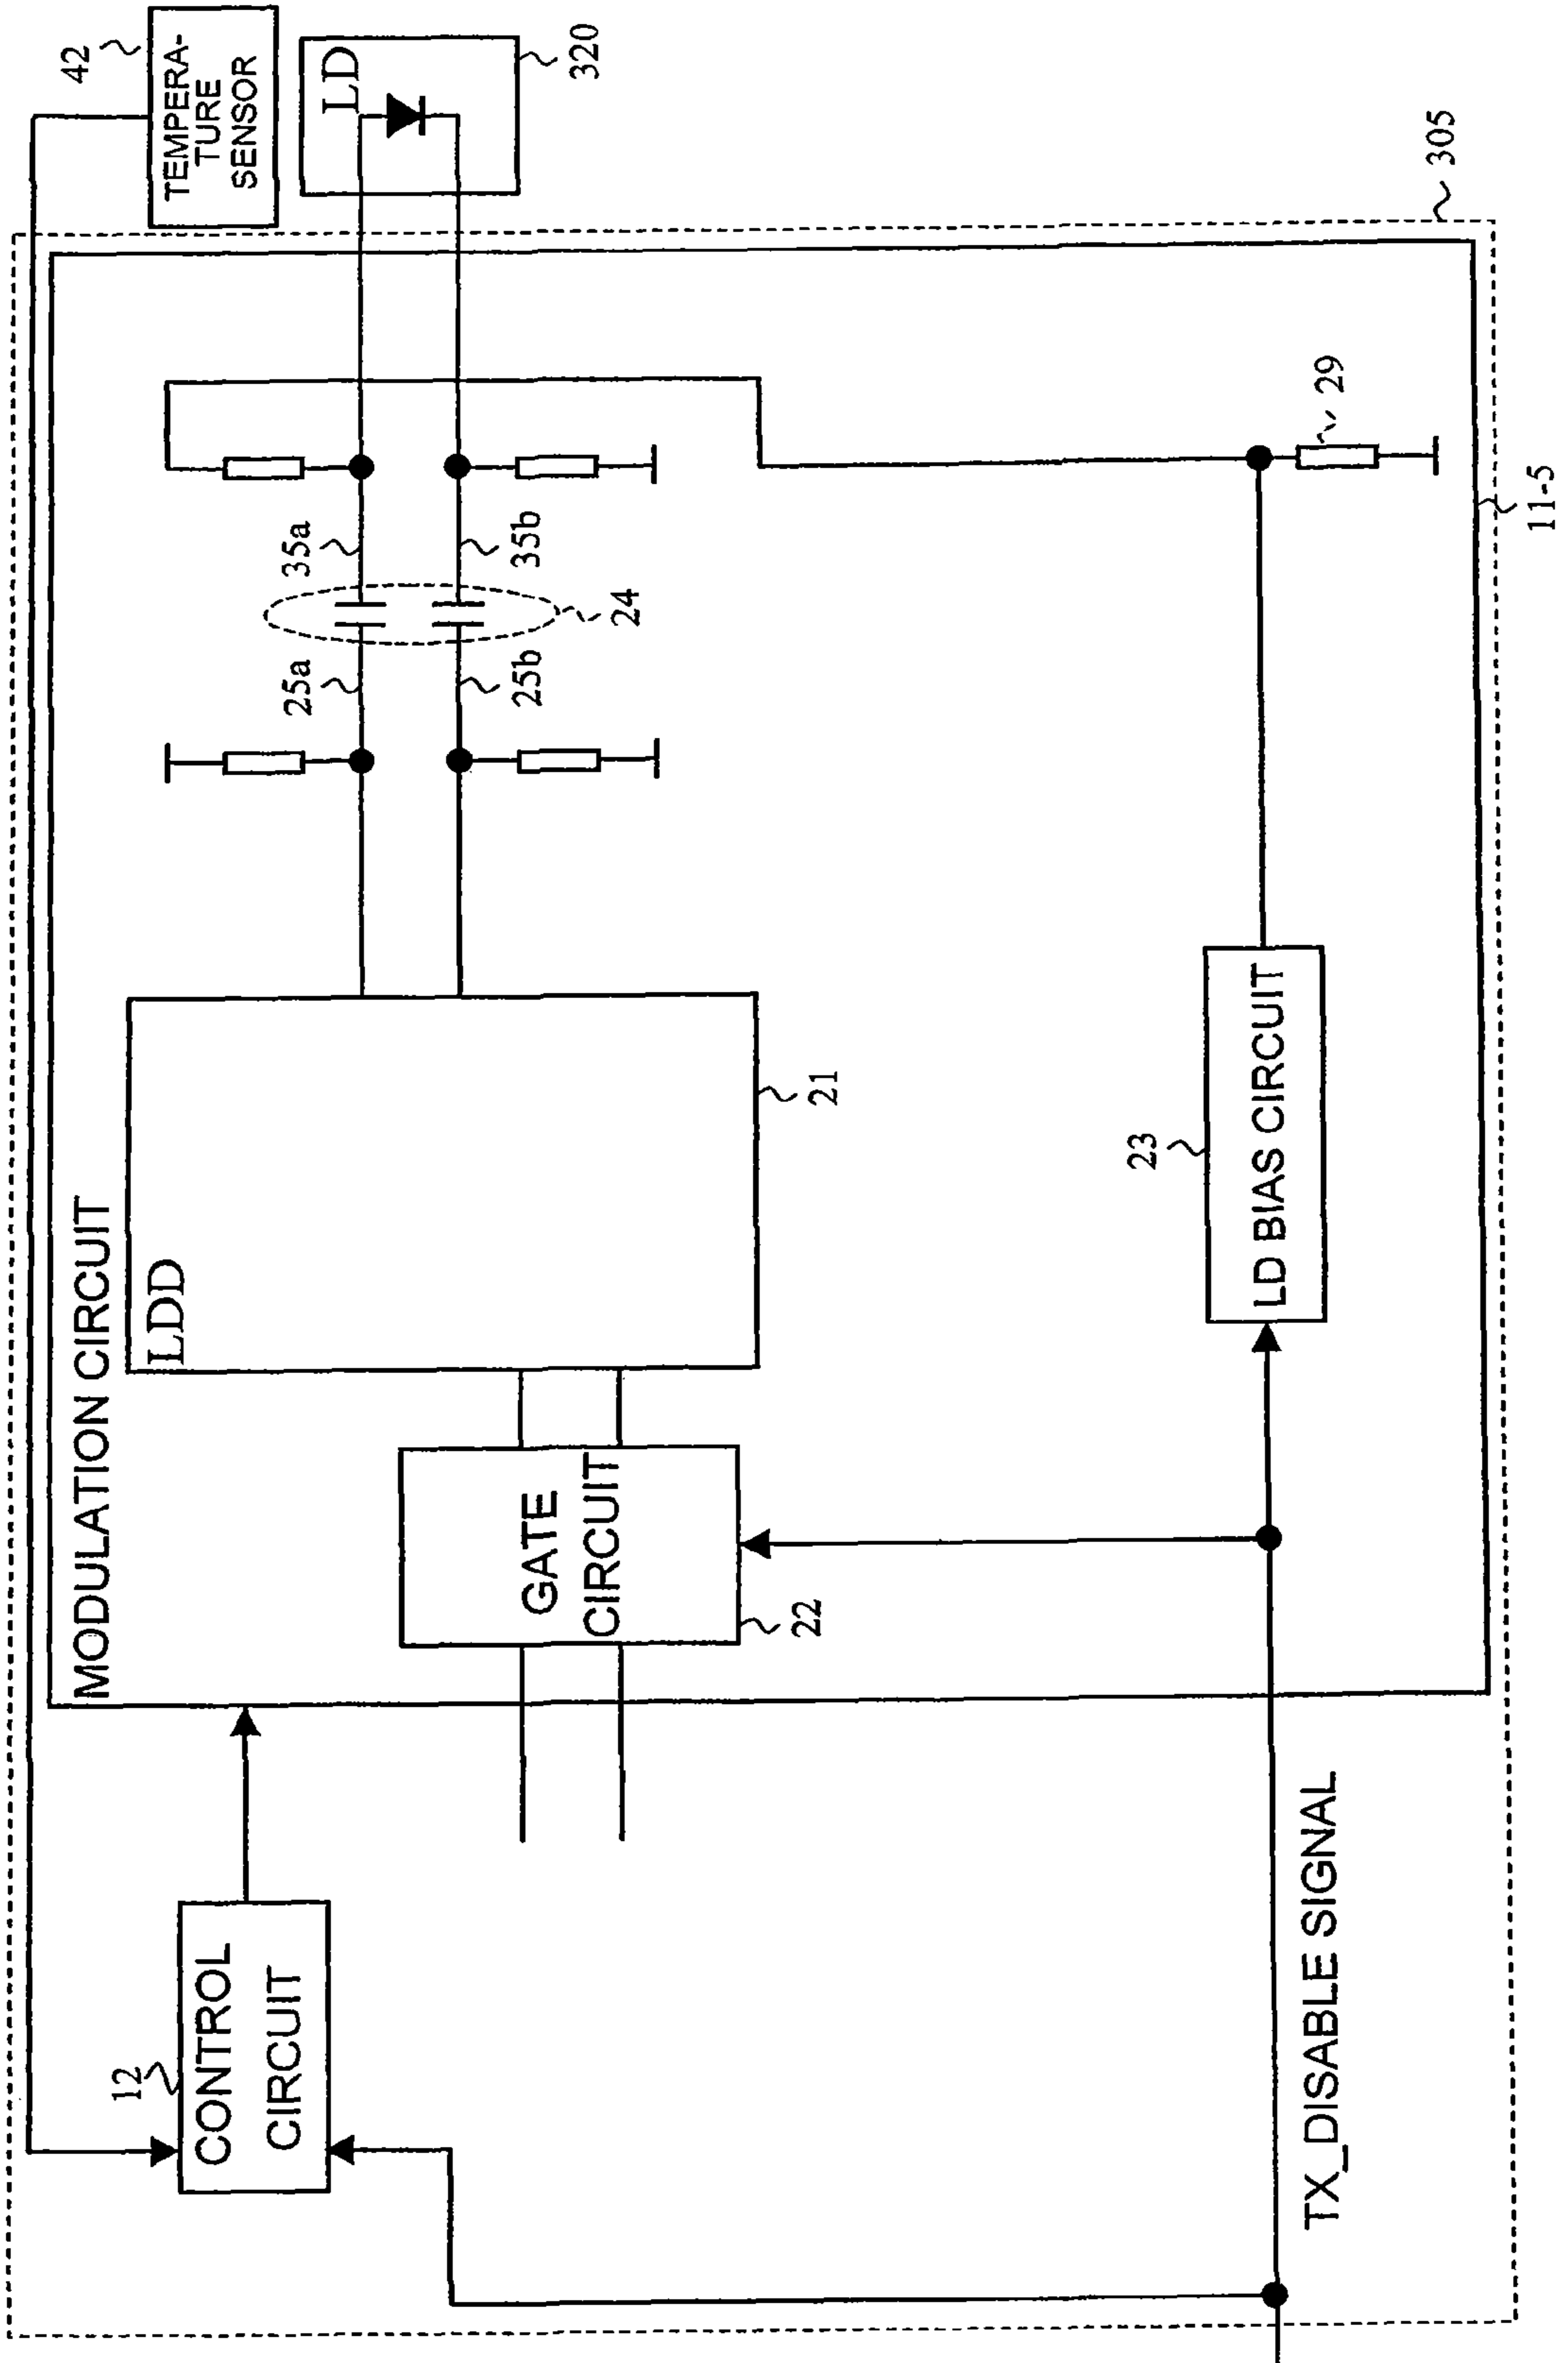 42
TEMPERA-
TURE
SENSOR
LD
320
305
MODULATION CIRCUIT
LDD
21
12
CONTROL
CIRCUIT
GATE
CIRCUIT
22
25a
25b
24
35a
35b
23
LD BIAS CIRCUIT
29
11-5
TX_DISABLE SIGNAL